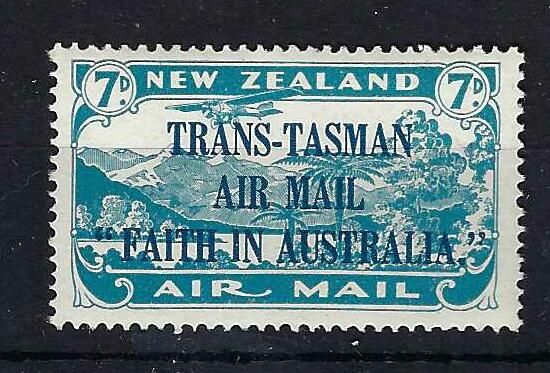 7D. NEW ZEALAND 7D.
TRANS-TASMAN
AIR MAIL
"FAITH IN AUSTRALIA."
AIR MAIL